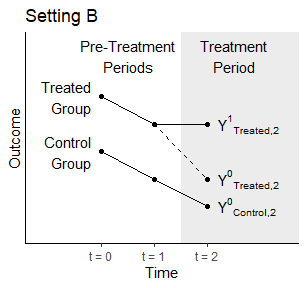 Setting B
Pre-Treatment Treatment
Periods Period
Treated
Group
Control
Group
Y¹Treated,2
Y⁰Treated,2
Y⁰Control,2
Outcome
t = 0 t = 1 t = 2
Time